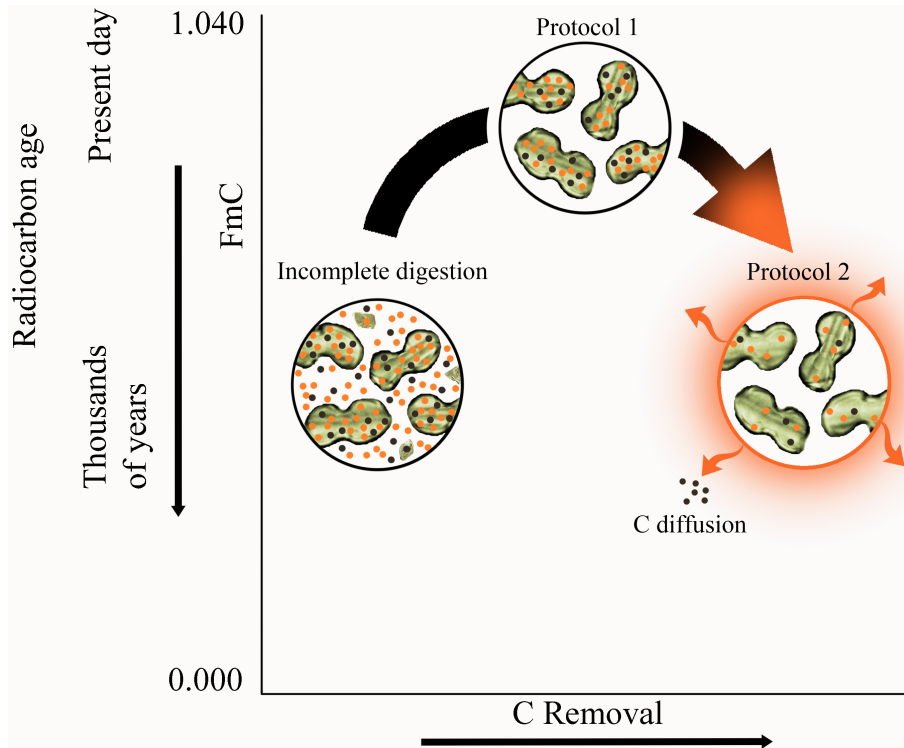 1.040
Protocol 1
Present day
Radiocarbon age
FmC
Incomplete digestion
Protocol 2
Thousands
of years
C diffusion
0.000
C Removal